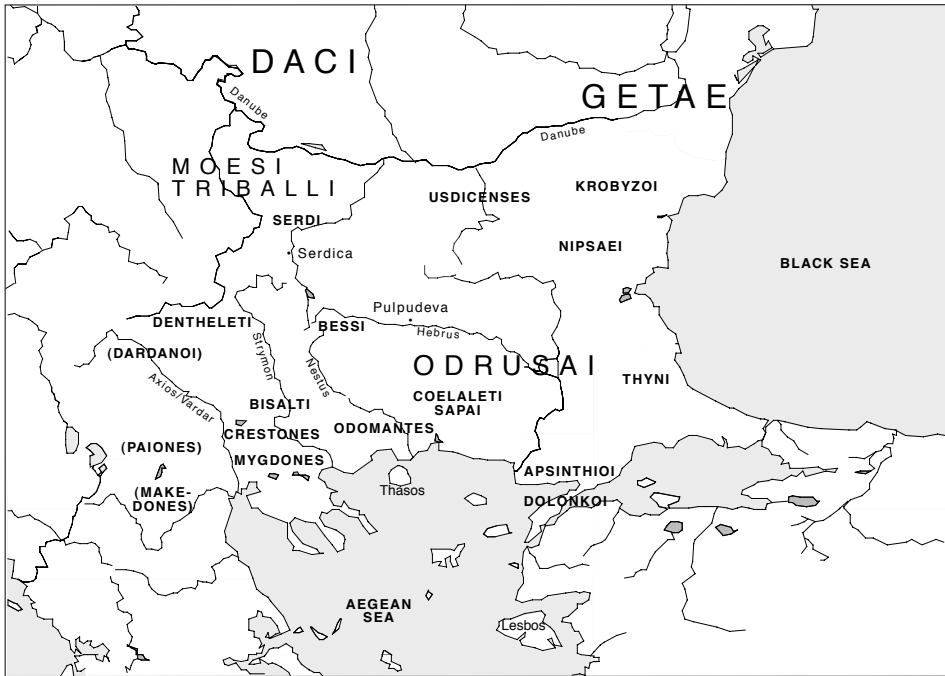 DACI
GETAE
Danube
Danube
MOESI
TRIBALLI
USDICENSES
KROBYZOI
SERDI
NIPSAEI
Serdica
BLACK SEA
Pulpudeva
DENTHELETI
BESSI
Hebrus
(DARDANOI)
Strymon
Nestus
ODRUSAI
THYNI
Axios/Vardar
COELALETI
SAPAI
BISALTI
CRESTONES
ODOMANTES
(PAIONES)
MYGDONES
APSINTHIOI
Thasos
(MAKE-
DONES)
DOLONKOI
AEGEAN
SEA
Lesbos